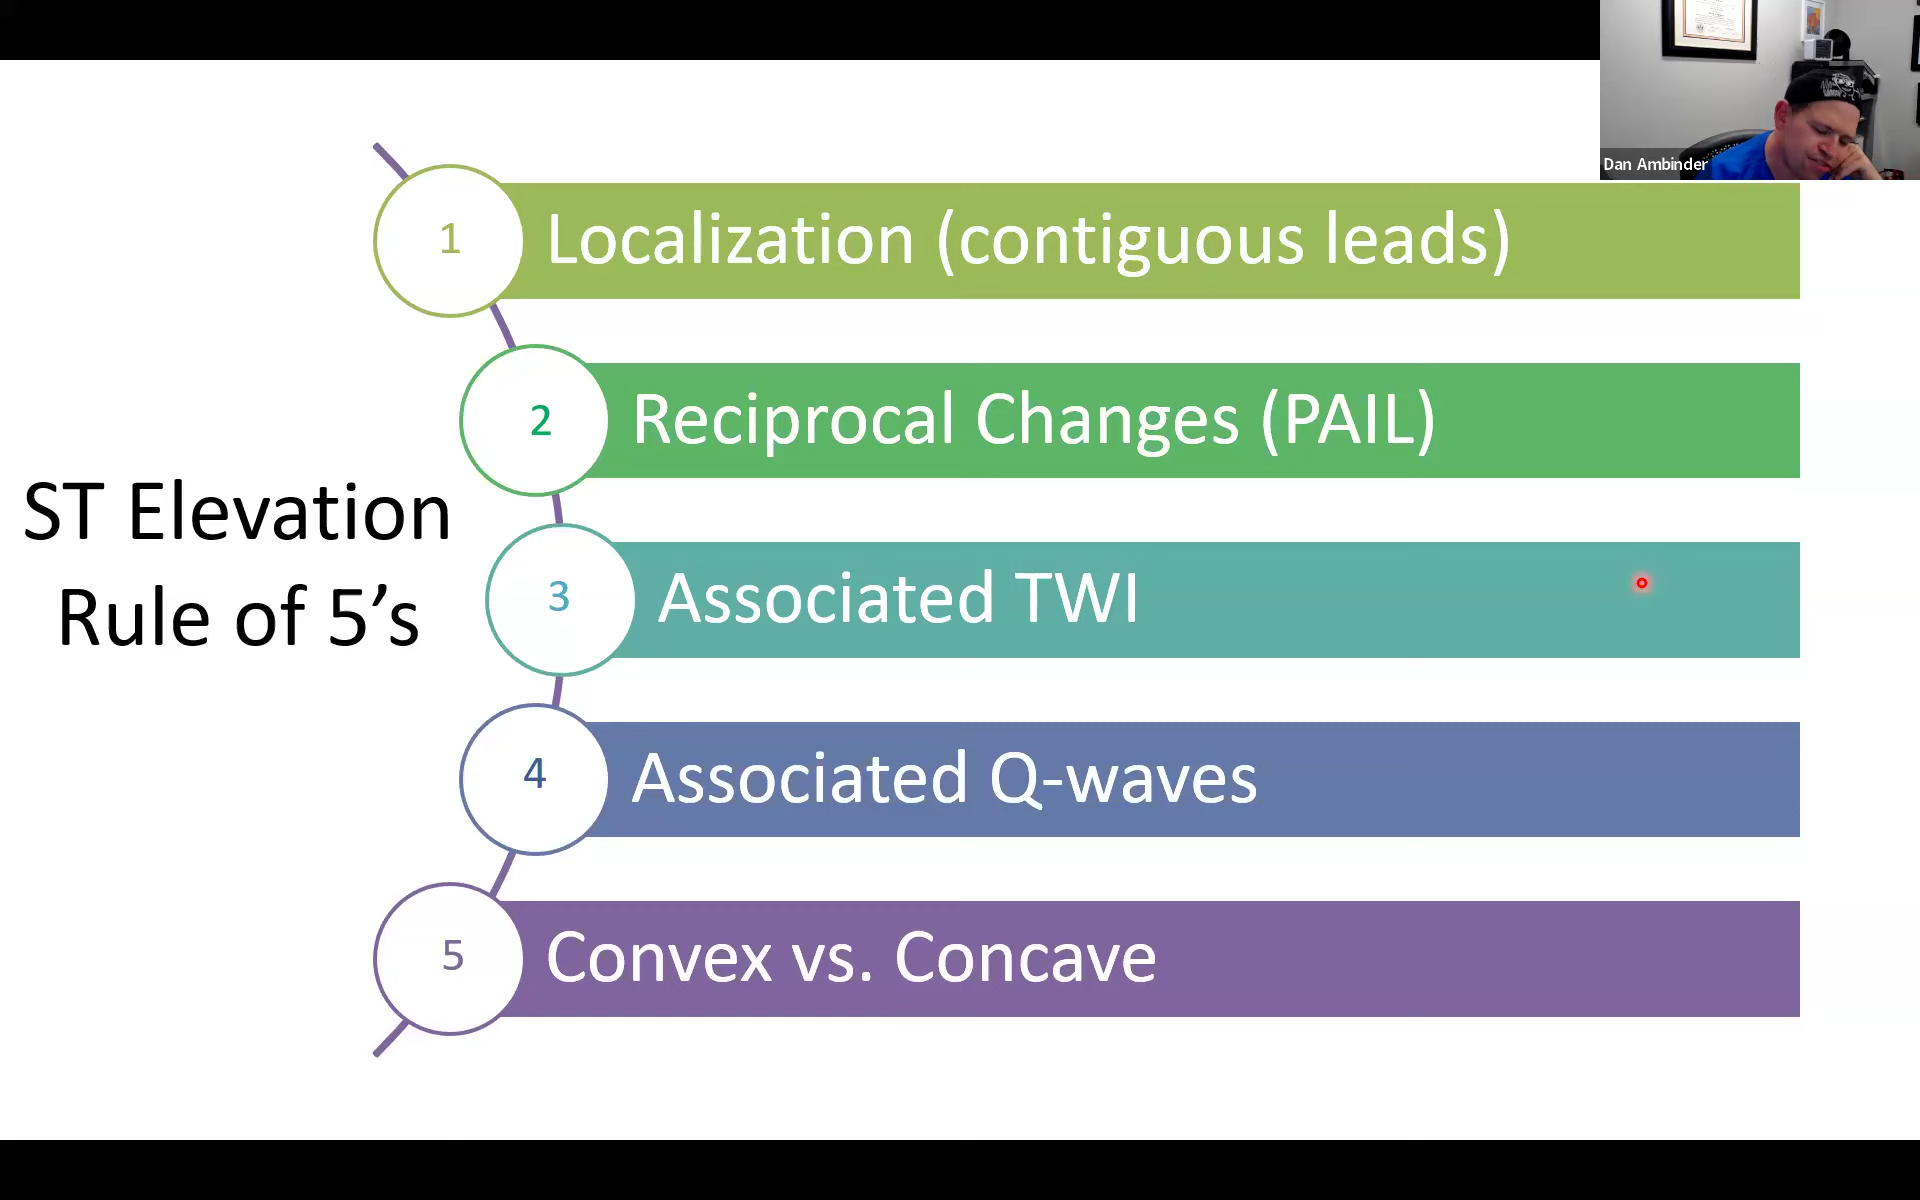 Dan Ambinder
ST Elevation
Rule of 5’s
1
Localization (contiguous leads)
2
Reciprocal Changes (PAIL)
3
Associated TWI
4
Associated Q-waves
5
Convex vs. Concave